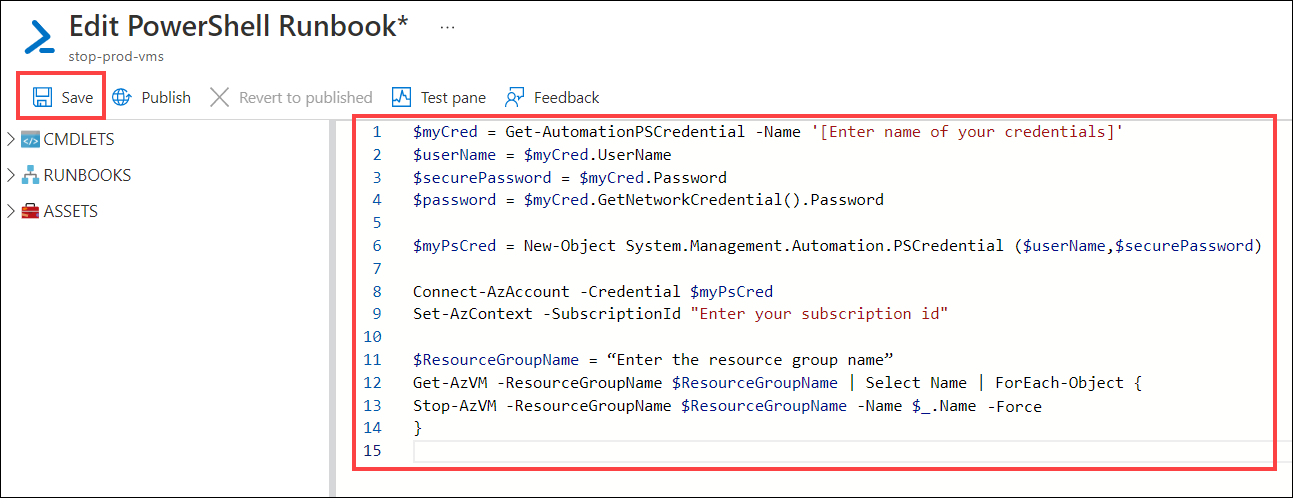 Edit PowerShell Runbook* ...
stop-prod-vms
Save Publish Revert to published Test pane Feedback
CMDLETS
RUNBOOKS
ASSETS
1 $myCred = Get-AutomationPSCredential -Name '[Enter name of your credentials]'
2 $userName = $myCred.UserName
3 $securePassword = $myCred.Password
4 $password = $myCred.GetNetworkCredential().Password
5
6 $myPsCred = New-Object System.Management.Automation.PSCredential ($userName,$securePassword)
7
8 Connect-AzAccount -Credential $myPsCred
9 Set-AzContext -SubscriptionId "Enter your subscription id"
10
11 $ResourceGroupName = “Enter the resource group name”
12 Get-AzVM -ResourceGroupName $ResourceGroupName | Select Name | ForEach-Object {
13 Stop-AzVM -ResourceGroupName $ResourceGroupName -Name $_.Name -Force
14 }
15